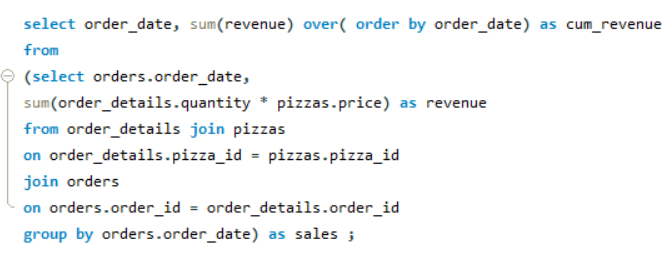 select order_date, sum(revenue) over( order by order_date) as cum_revenue
from
(select orders.order_date,
sum(order_details.quantity * pizzas.price) as revenue
from order_details join pizzas
on order_details.pizza_id = pizzas.pizza_id
join orders
on orders.order_id = order_details.order_id
group by orders.order_date) as sales ;